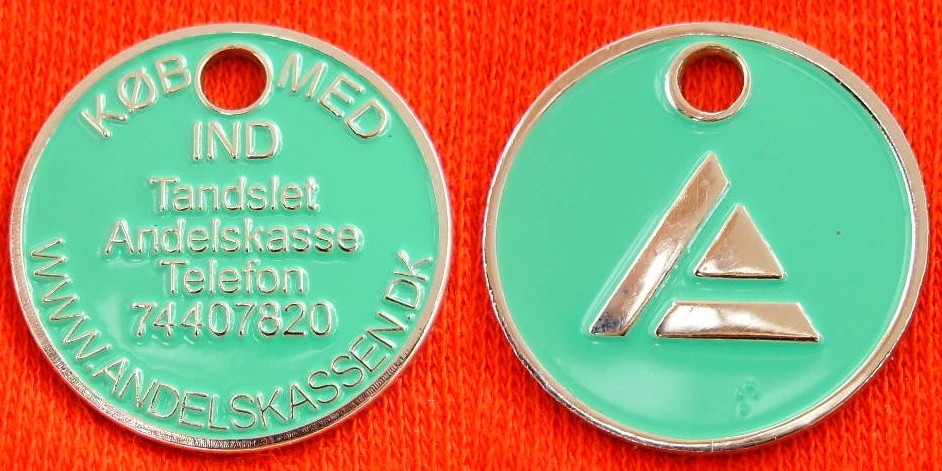 KØB MED
IND
Tandslet
Andelskasse
Telefon
74407820
WWW.ANDELSKASSEN.DK